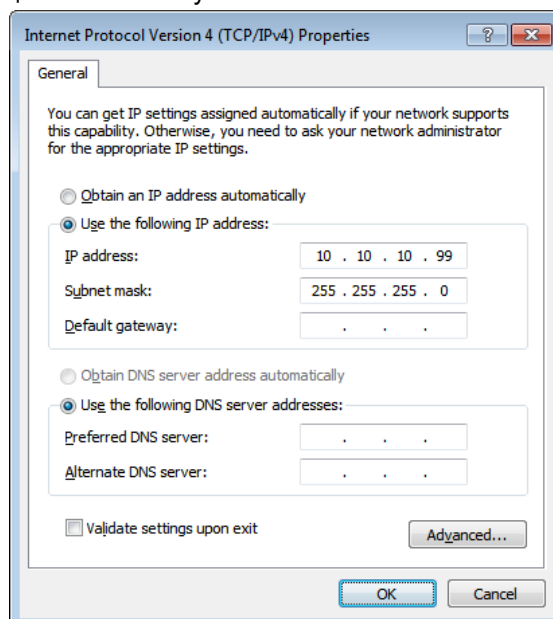 Internet Protocol Version 4 (TCP/IPv4) Properties
General
You can get IP settings assigned automatically if your network supports
this capability. Otherwise, you need to ask your network administrator
for the appropriate IP settings.
Obtain an IP address automatically
Use the following IP address:
IP address: 10 . 10 . 10 . 99
Subnet mask: 255 . 255 . 255 . 0
Default gateway: . . .
Obtain DNS server address automatically
Use the following DNS server addresses:
Preferred DNS server: . . .
Alternate DNS server: . . .
Validate settings upon exit
Advanced...
OK Cancel